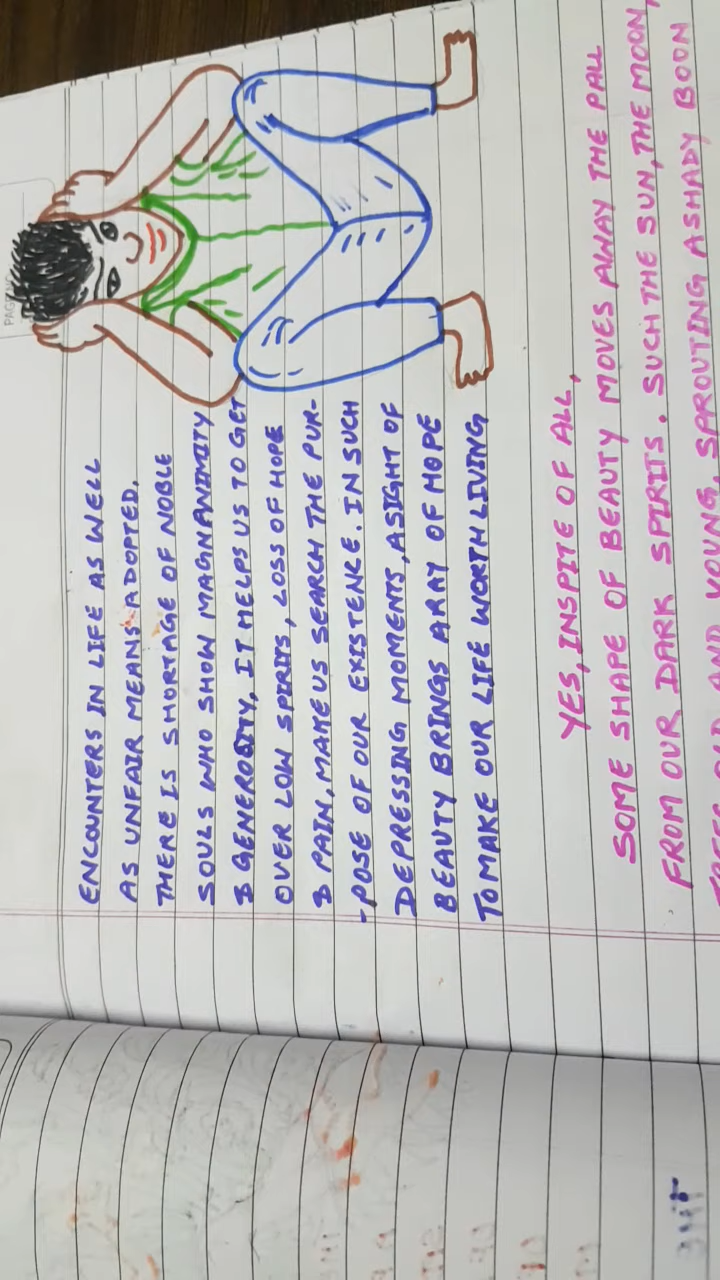 ENCOUNTERS IN LIFE AS WELL
AS UNFAIR MEANS ADOPTED.
THERE IS SHORTAGE OF NOBLE
SOULS WHO SHOW MAGNANIMITY
& GENEROSITY, IT HELPS US TO GET
OVER LOW SPIRITS, LOSS OF HOPE
& PAIN, MAKE US SEARCH THE PUR-
-POSE OF OUR EXISTENCE. IN SUCH
DEPRESSING MOMENTS, A SIGHT OF
BEAUTY BRINGS A RAY OF HOPE
TO MAKE OUR LIFE WORTH LIVING
YES, INSPITE OF ALL,
SOME SHAPE OF BEAUTY MOVES AWAY THE PALL
FROM OUR DARK SPIRITS. SUCH THE SUN, THE MOON,
TREES OLD AND YOUNG, SPROUTING A SHADY BOON